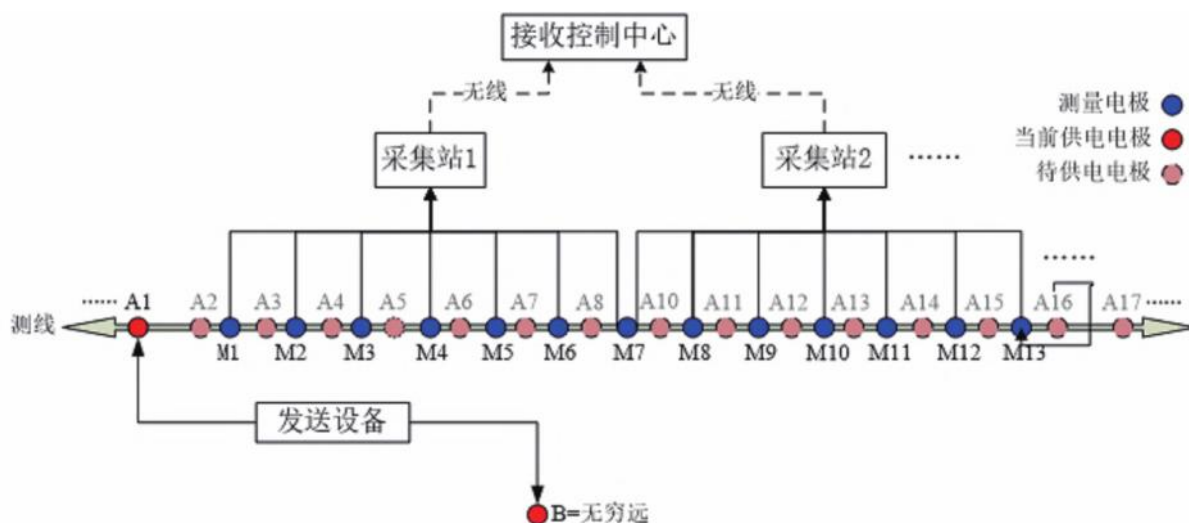 接收控制中心
无线 无线
测量电极
采集站1 采集站2 …… 当前供电电极
待供电电极
……
…… A1 A2 A3 A4 A5 A6 A7 A8 A10 A11 A12 A13 A14 A15 A16 A17 ……
测线
M1 M2 M3 M4 M5 M6 M7 M8 M9 M10 M11 M12 M13
发送设备
B=无穷远